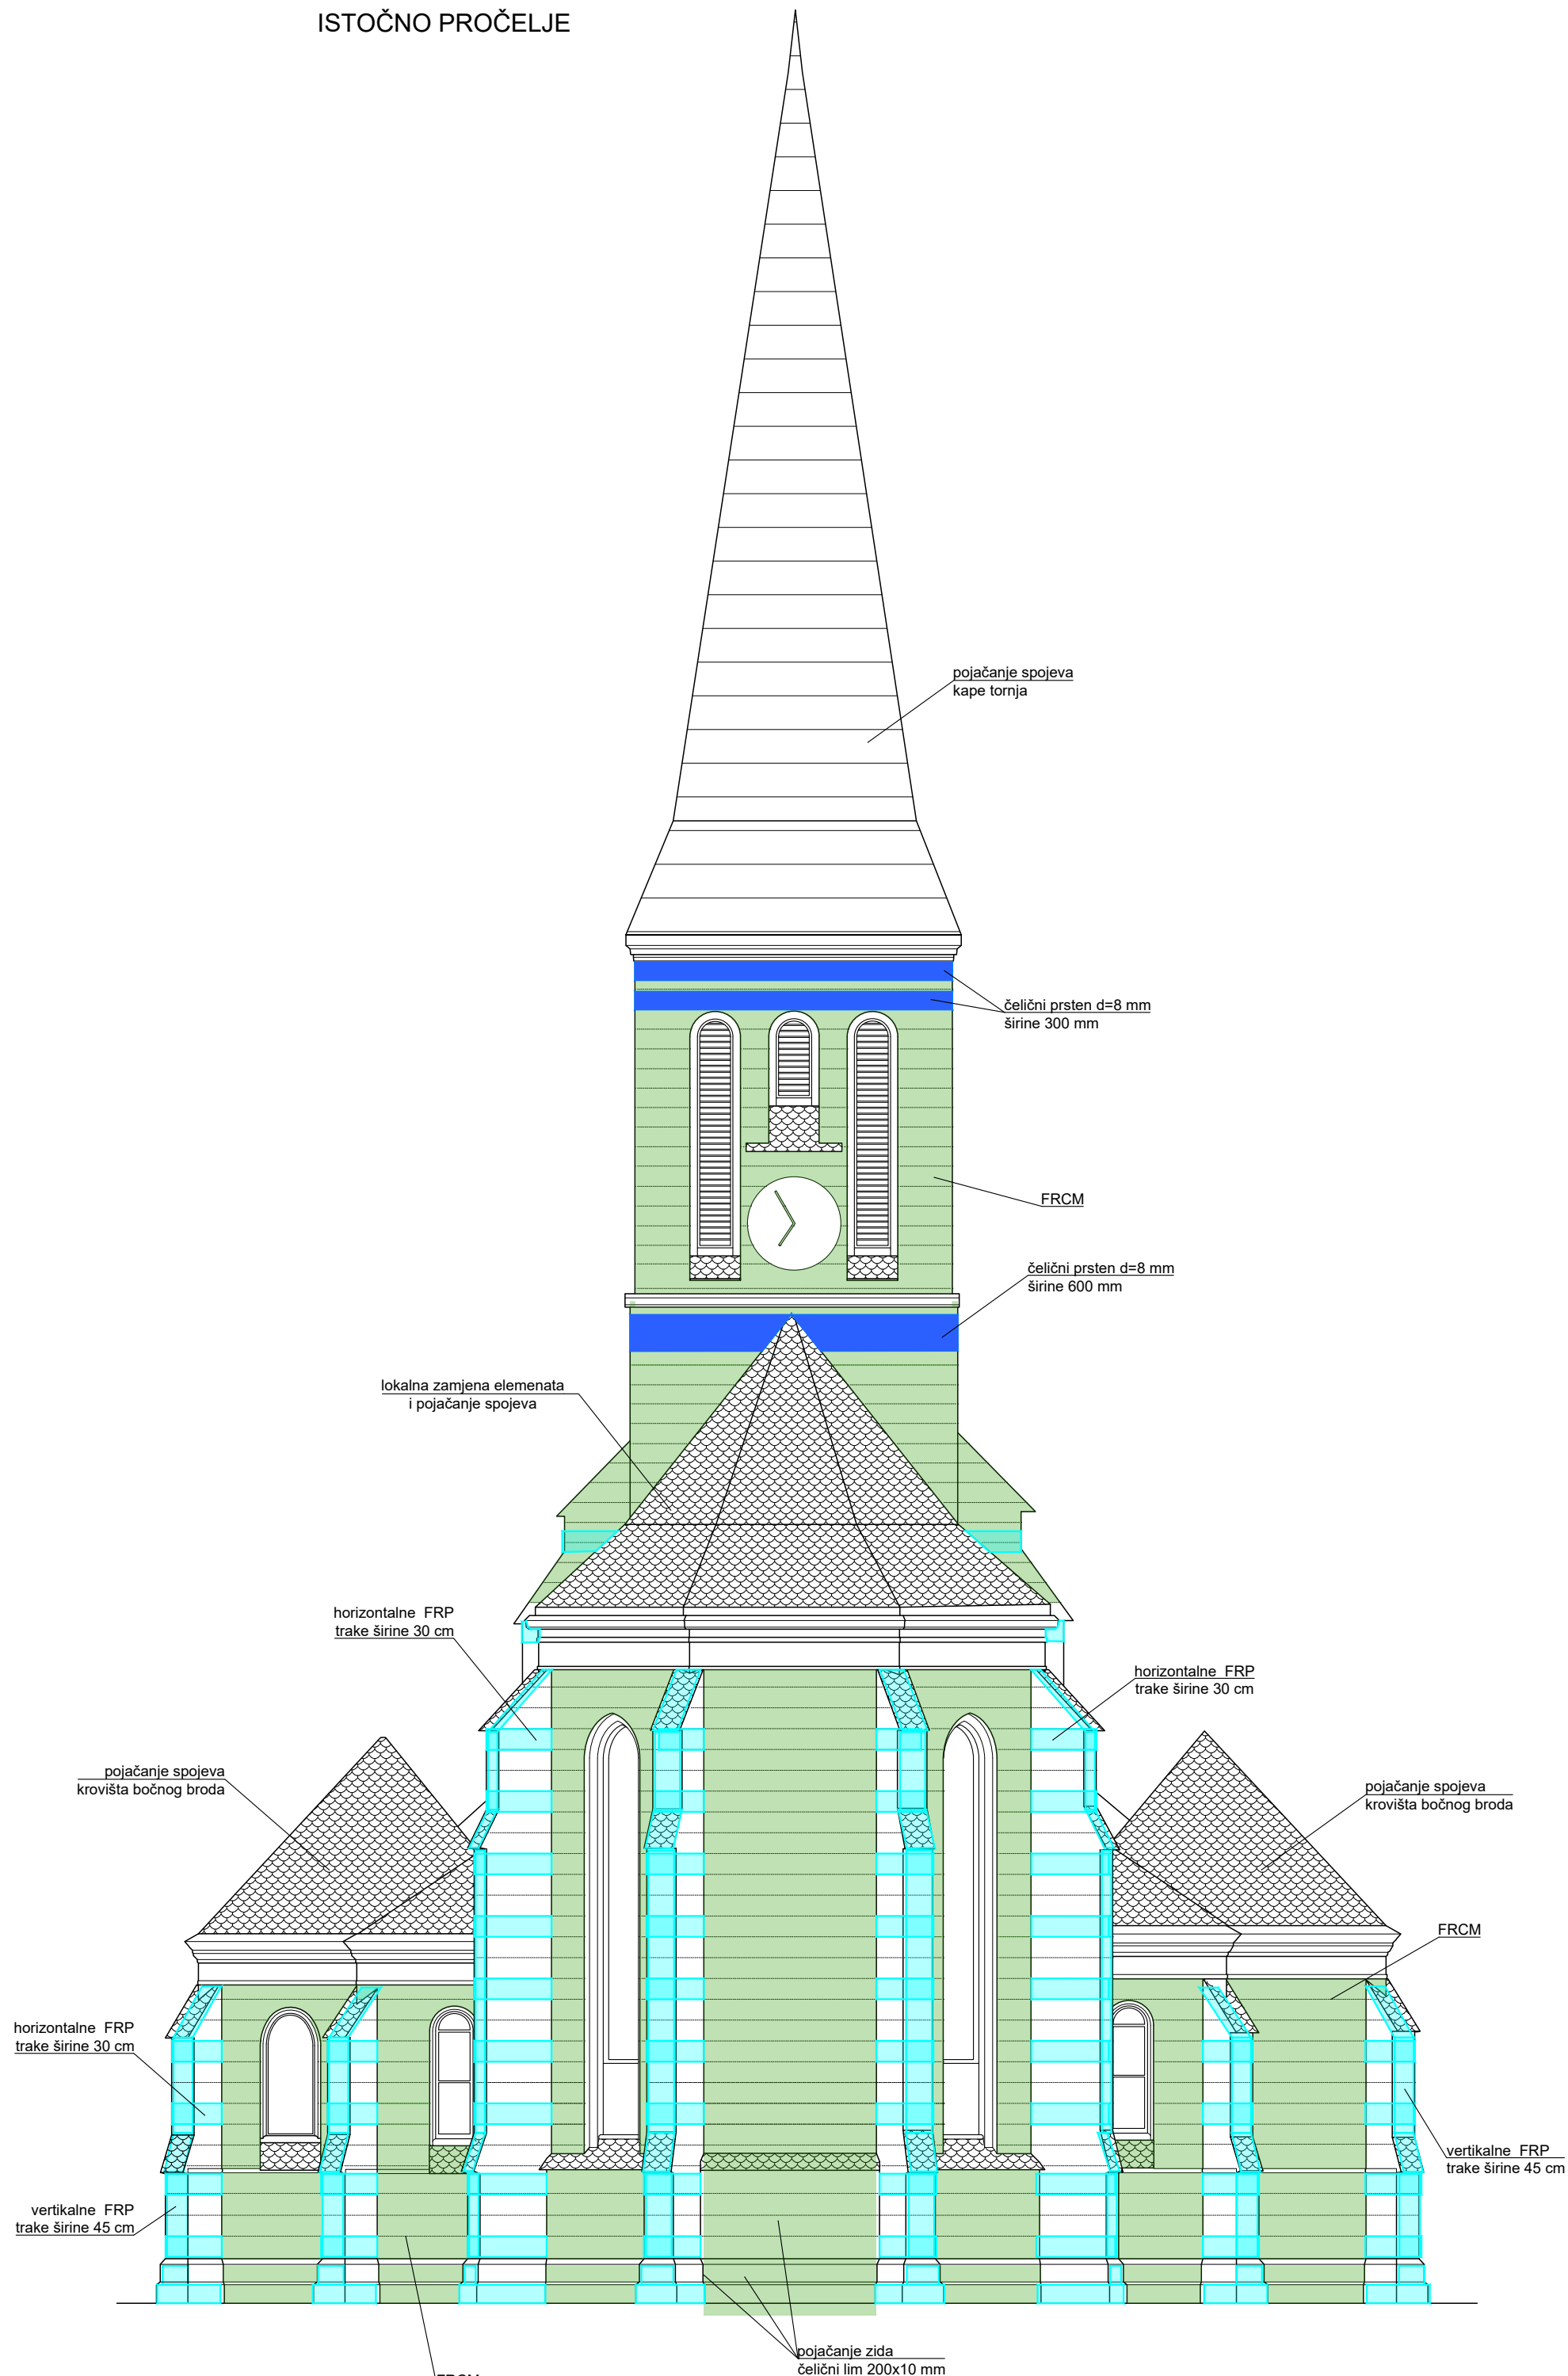 ISTOČNO PROČELJE
pojačanje spojeva
kape tornja
čelični prsten d=8 mm
širine 300 mm
FRCM
čelični prsten d=8 mm
širine 600 mm
lokalna zamjena elemenata
i pojačanje spojeva
horizontalne FRP
trake širine 30 cm
horizontalne FRP
trake širine 30 cm
pojačanje spojeva
krovišta bočnog broda
pojačanje spojeva
krovišta bočnog broda
FRCM
horizontalne FRP
trake širine 30 cm
vertikalne FRP
trake širine 45 cm
vertikalne FRP
trake širine 45 cm
pojačanje zida
čelični lim 200x10 mm
FRCM